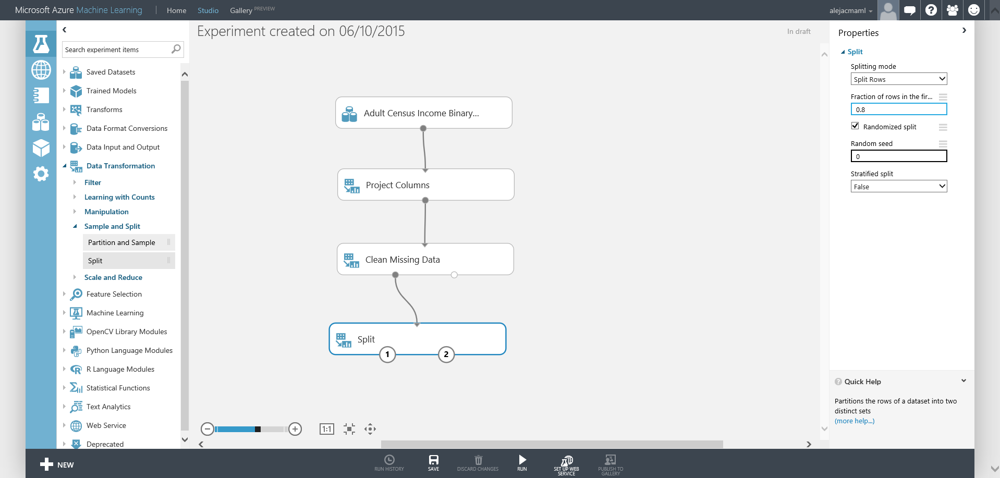 Microsoft Azure Machine Learning
Home
Studio
Gallery PREVIEW
alejacmaml
Search experiment items
Saved Datasets
Trained Models
Transforms
Data Format Conversions
Data Input and Output
Data Transformation
Filter
Learning with Counts
Manipulation
Sample and Split
Partition and Sample
Split
Scale and Reduce
Feature Selection
Machine Learning
OpenCV Library Modules
Python Language Modules
R Language Modules
Statistical Functions
Text Analytics
Web Service
Deprecated
Experiment created on 06/10/2015
In draft
Adult Census Income Binary...
Project Columns
Clean Missing Data
Split
1
2
1:1
Properties
Split
Splitting mode
Split Rows
Fraction of rows in the fir...
0.8
Randomized split
Random seed
0
Stratified split
False
Quick Help
Partitions the rows of a dataset into two
distinct sets
(more help...)
NEW
RUN HISTORY
SAVE
DISCARD CHANGES
RUN
SET UP WEB
SERVICE
PUBLISH TO
GALLERY